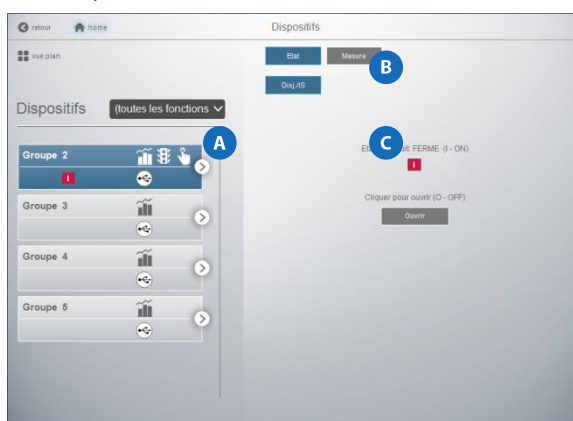 retour
home
Dispositifs
vue plan
Etat
Mesure
B
Disj./IS
Dispositifs
(toutes les fonctions
A
Groupe 2
I
C
FERME (I - ON)
I
Cliquer pour ouvrir (O - OFF)
Ouvrir
Groupe 3
Groupe 4
Groupe 5